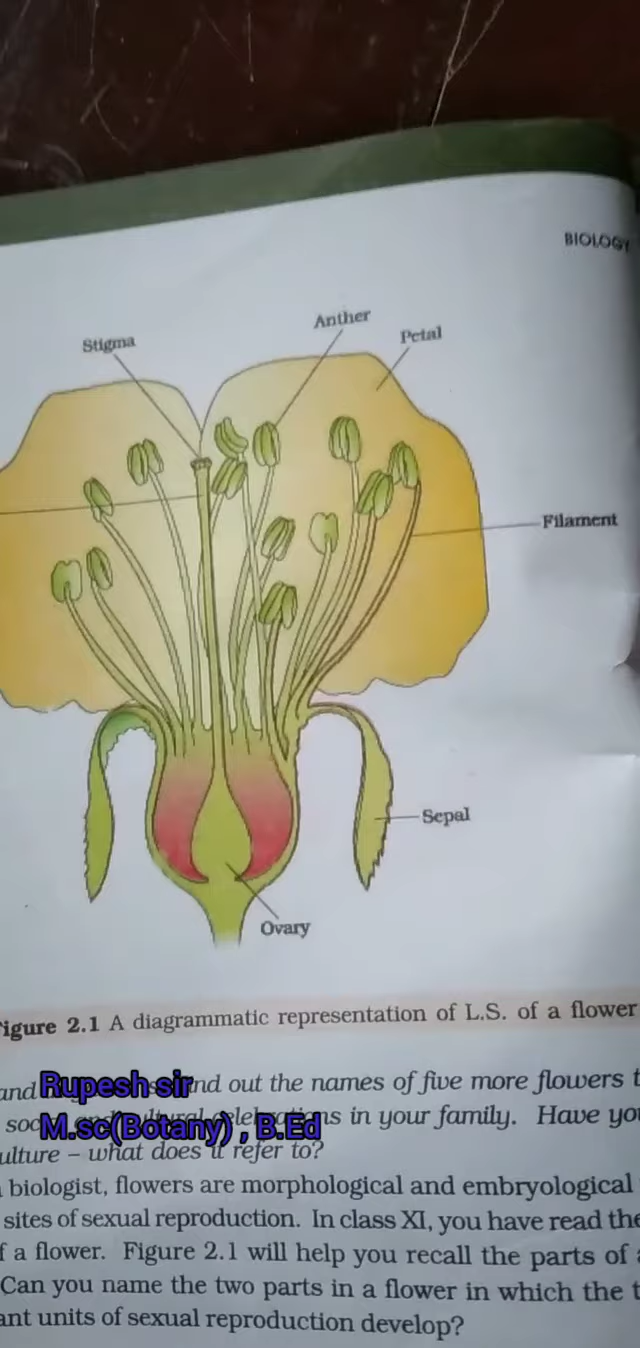 BIOLOGY
Anther
Petal
Stigma
Filament
Sepal
Ovary
igure 2.1 A diagrammatic representation of L.S. of a flower
and out the names of five more flowers t
Rupesh sir
soc celebrations in your family. Have yo
M.sc(Botany) , B.Ed
ulture – what does it refer to?
biologist, flowers are morphological and embryological
sites of sexual reproduction. In class XI, you have read the
f a flower. Figure 2.1 will help you recall the parts of a
Can you name the two parts in a flower in which the t
ant units of sexual reproduction develop?